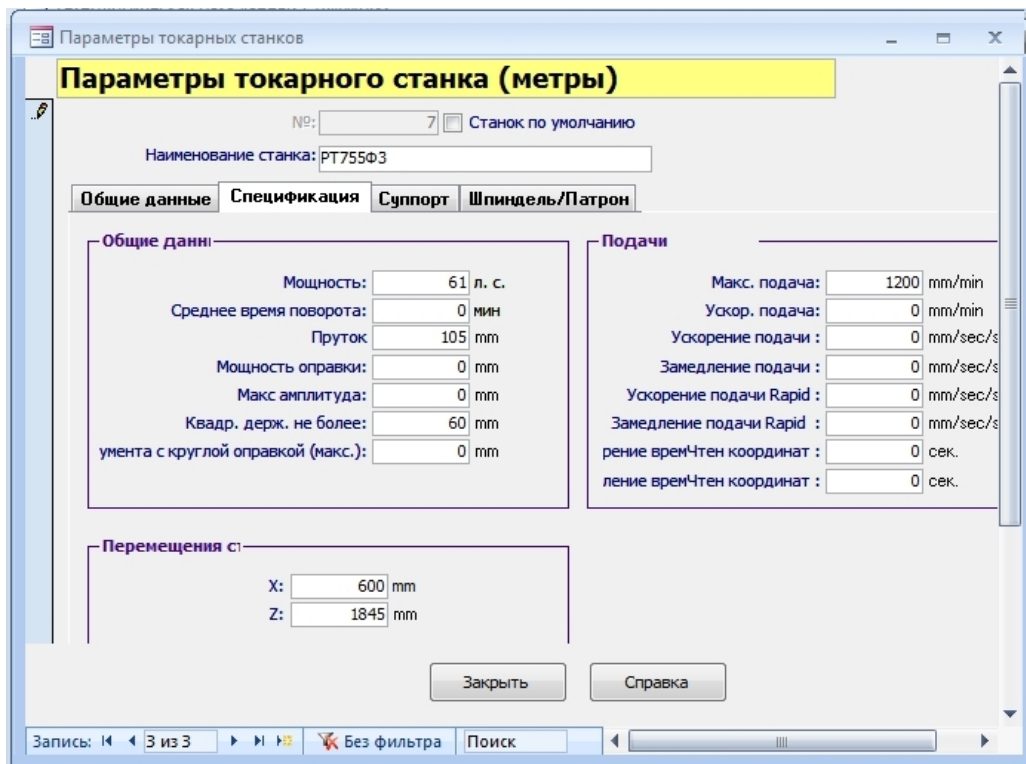 Параметры токарных станков
Параметры токарного станка (метры)
№: 7 Станок по умолчанию
Наименование станка: РТ755Ф3
Общие данные Спецификация Суппорт Шпиндель/Патрон
Общие данн
Мощность: 61 л. с.
Среднее время поворота: 0 мин
Пруток 105 mm
Мощность оправки: 0 mm
Макс амплитуда: 0 mm
Квадр. держ. не более: 60 mm
умента с круглой оправкой (макс.): 0 mm
Подачи
Макс. подача: 1200 mm/min
Ускор. подача: 0 mm/min
Ускорение подачи : 0 mm/sec/s
Замедление подачи : 0 mm/sec/s
Ускорение подачи Rapid : 0 mm/sec/s
Замедление подачи Rapid : 0 mm/sec/s
рение времЧтен координат : 0 сек.
ление времЧтен координат : 0 сек.
Перемещения ст
X: 600 mm
Z: 1845 mm
Закрыть Справка
Запись: 3 из 3 Без фильтра Поиск